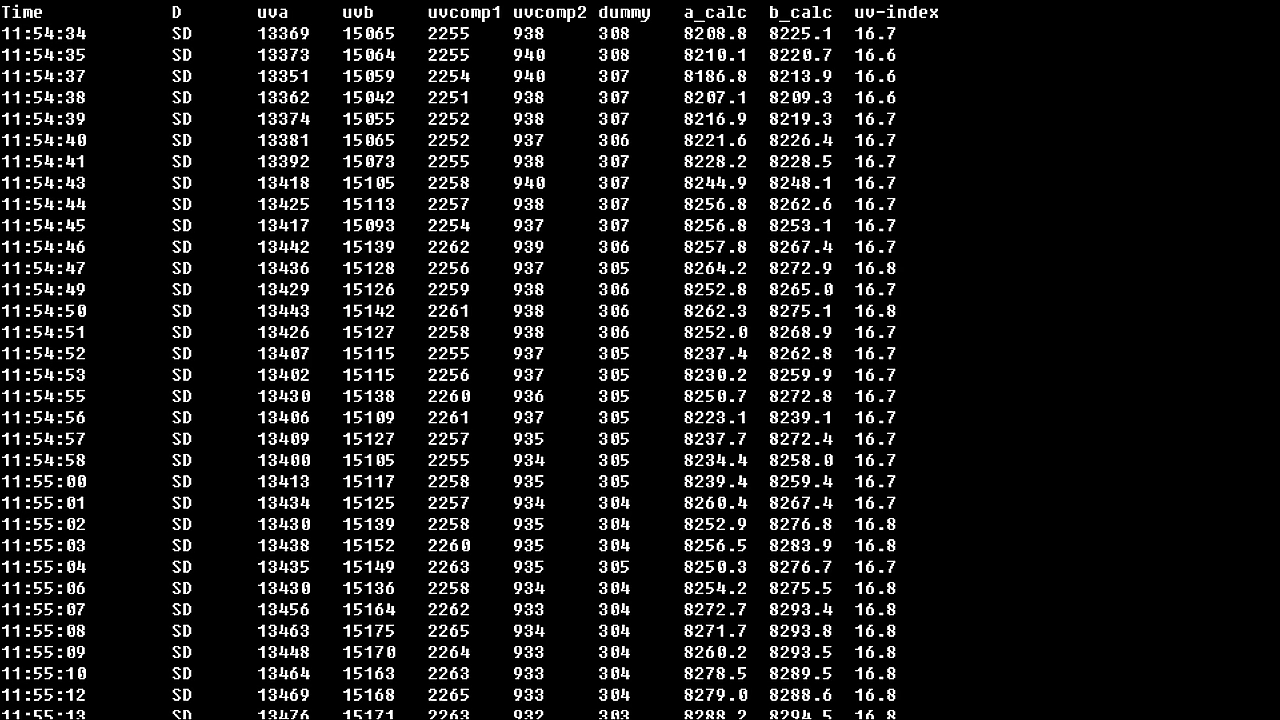 Time D uva uvb uvcomp1 uvcomp2 dummy a_calc b_calc uv-index
11:54:34 SD 13369 15065 2255 938 308 8208.8 8225.1 16.7
11:54:35 SD 13373 15064 2255 940 308 8210.1 8220.7 16.6
11:54:37 SD 13351 15059 2254 940 307 8186.8 8213.9 16.6
11:54:38 SD 13362 15042 2251 938 307 8207.1 8209.3 16.6
11:54:39 SD 13374 15055 2252 938 307 8216.9 8219.3 16.7
11:54:40 SD 13381 15065 2252 937 306 8221.6 8226.4 16.7
11:54:41 SD 13392 15073 2255 938 307 8228.2 8228.5 16.7
11:54:43 SD 13418 15105 2258 940 307 8244.9 8248.1 16.7
11:54:44 SD 13425 15113 2257 938 307 8256.8 8262.6 16.7
11:54:45 SD 13417 15093 2254 937 307 8256.8 8253.1 16.7
11:54:46 SD 13442 15139 2262 939 306 8257.8 8267.4 16.7
11:54:47 SD 13436 15128 2256 937 305 8264.2 8272.9 16.8
11:54:49 SD 13429 15126 2259 938 306 8252.8 8265.0 16.7
11:54:50 SD 13443 15142 2261 938 306 8262.3 8275.1 16.8
11:54:51 SD 13426 15127 2258 938 306 8252.0 8268.9 16.7
11:54:52 SD 13407 15115 2255 937 305 8237.4 8262.8 16.7
11:54:53 SD 13402 15115 2256 937 305 8230.2 8259.9 16.7
11:54:55 SD 13430 15138 2260 936 305 8250.7 8272.8 16.7
11:54:56 SD 13406 15109 2261 937 305 8223.1 8239.1 16.7
11:54:57 SD 13409 15127 2257 935 305 8237.7 8272.4 16.7
11:54:58 SD 13400 15105 2255 934 305 8234.4 8258.0 16.7
11:55:00 SD 13413 15117 2258 935 305 8239.4 8259.4 16.7
11:55:01 SD 13434 15125 2257 934 304 8260.4 8267.4 16.7
11:55:02 SD 13430 15139 2258 935 304 8252.9 8276.8 16.8
11:55:03 SD 13438 15152 2260 935 304 8256.5 8283.9 16.8
11:55:04 SD 13435 15149 2263 935 305 8250.3 8276.7 16.7
11:55:06 SD 13430 15136 2258 934 304 8254.2 8275.5 16.8
11:55:07 SD 13456 15164 2262 933 304 8272.7 8293.4 16.8
11:55:08 SD 13463 15175 2265 934 304 8271.7 8293.8 16.8
11:55:09 SD 13448 15170 2264 933 304 8260.2 8293.5 16.8
11:55:10 SD 13464 15163 2263 933 304 8278.5 8289.5 16.8
11:55:12 SD 13469 15168 2265 933 304 8279.0 8288.6 16.8
11:55:13 SD 13476 15171 2263 932 303 8288.2 8294.5 16.8